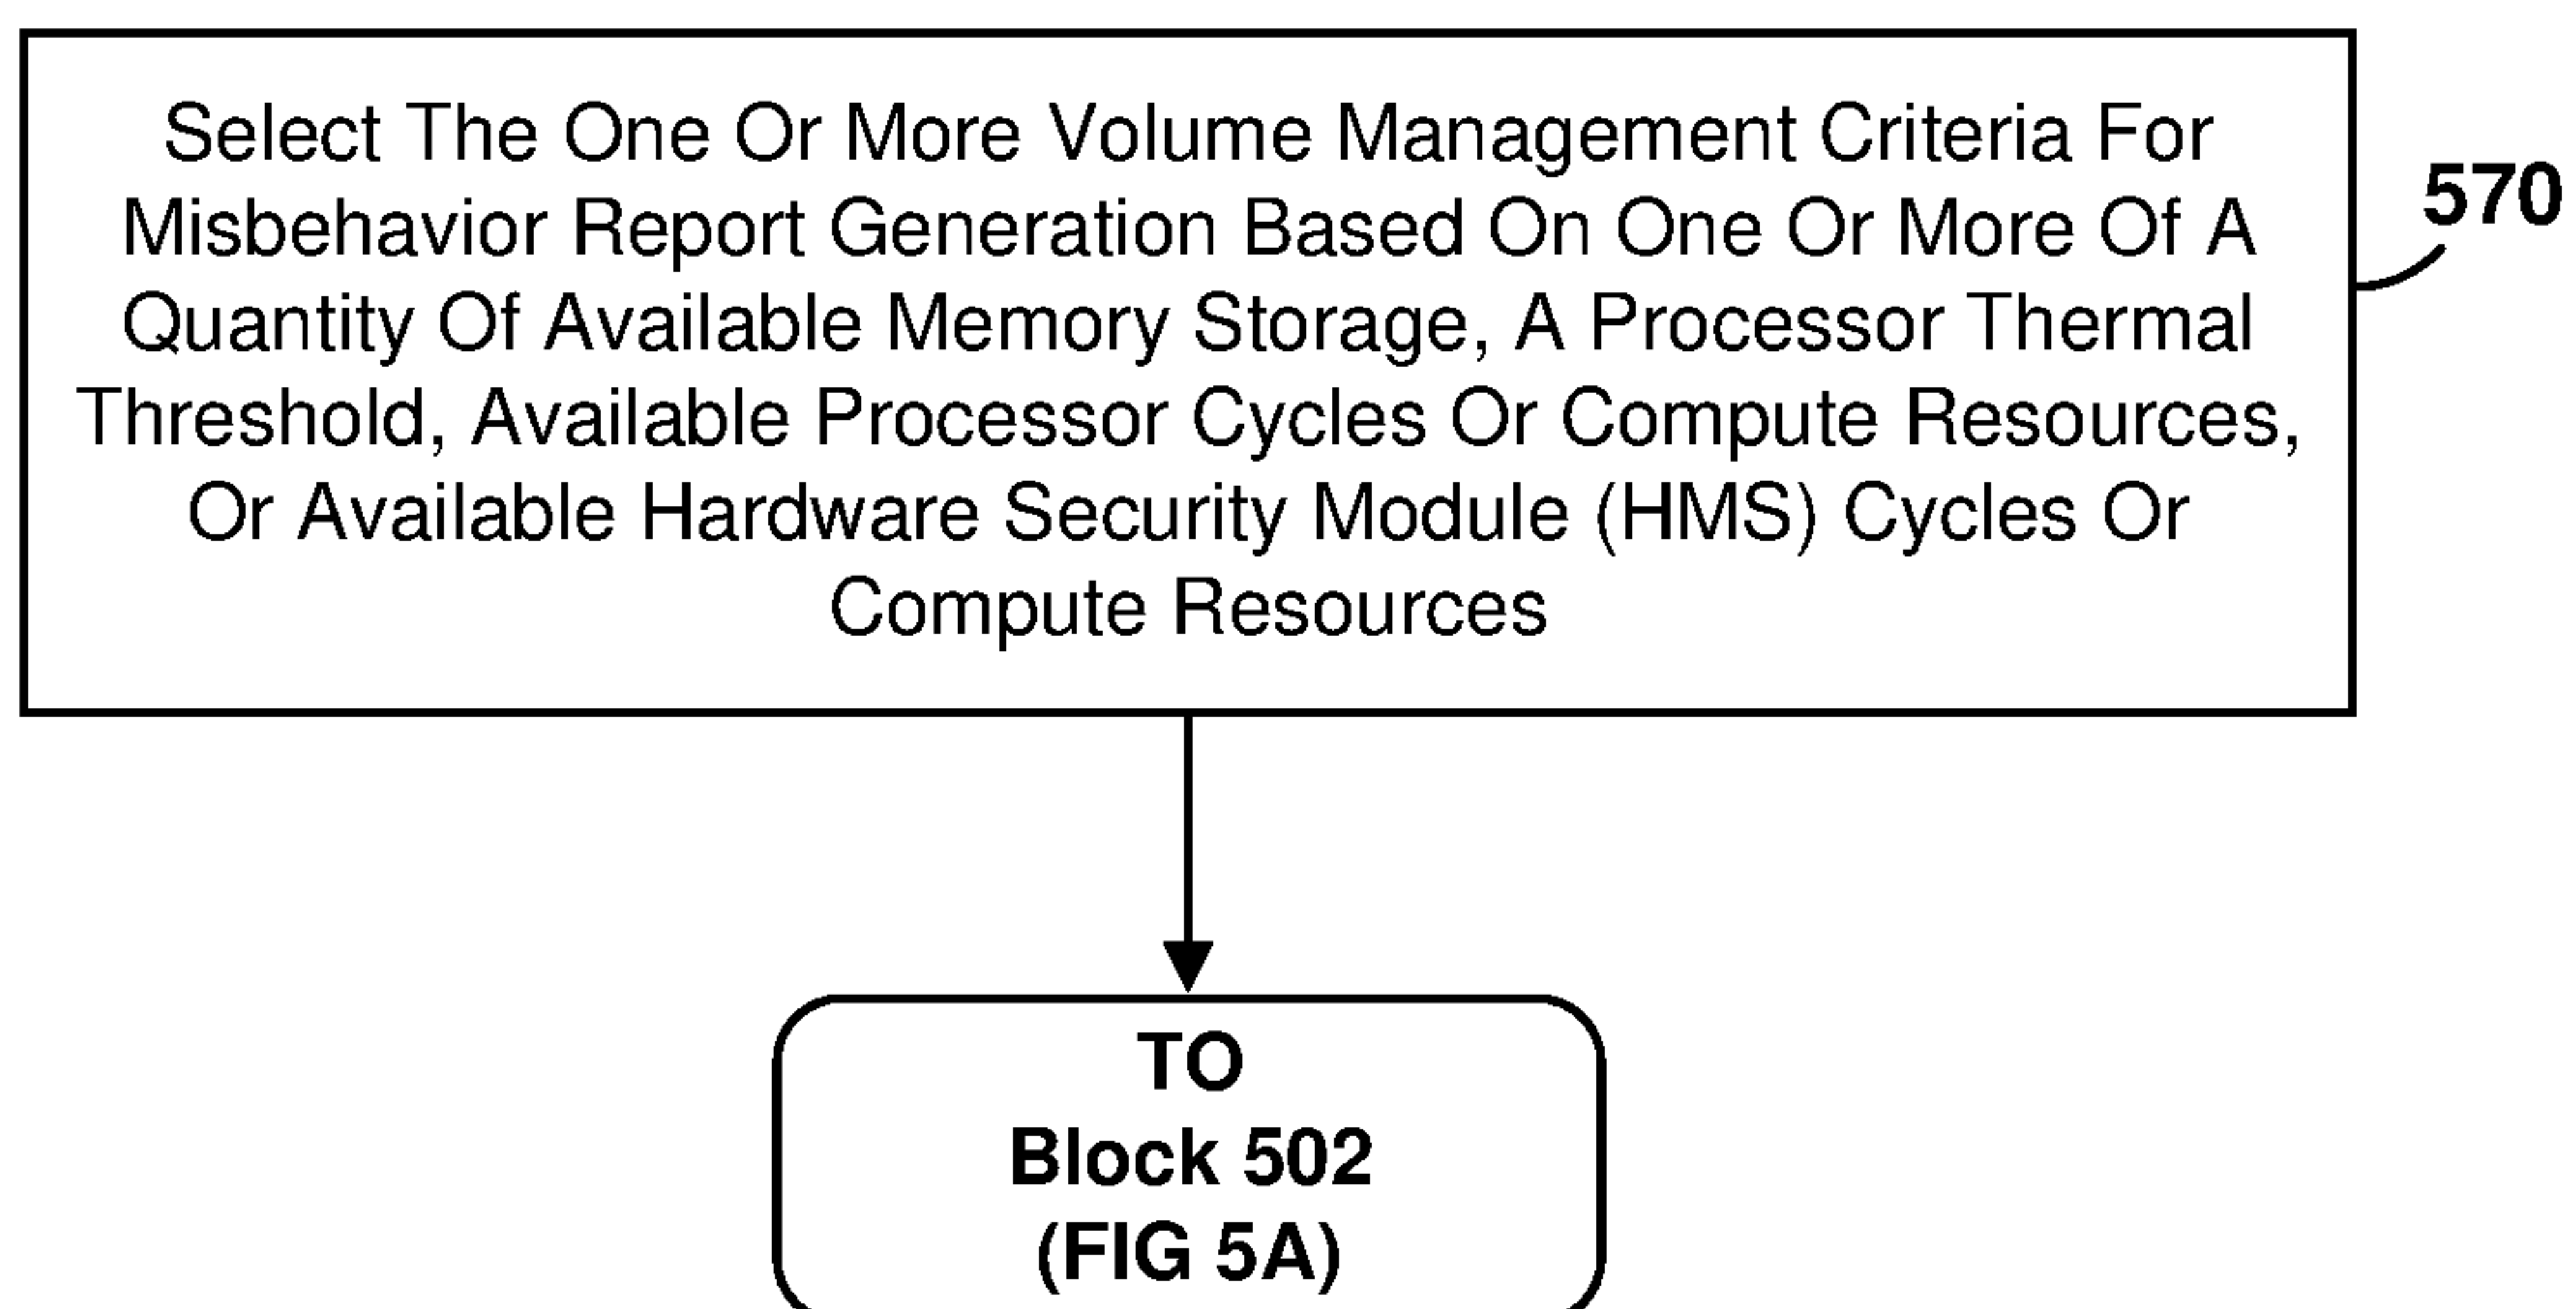 Select The One Or More Volume Management Criteria For
Misbehavior Report Generation Based On One Or More Of A
Quantity Of Available Memory Storage, A Processor Thermal
Threshold, Available Processor Cycles Or Compute Resources,
Or Available Hardware Security Module (HMS) Cycles Or
Compute Resources
570
TO
Block 502
(FIG 5A)